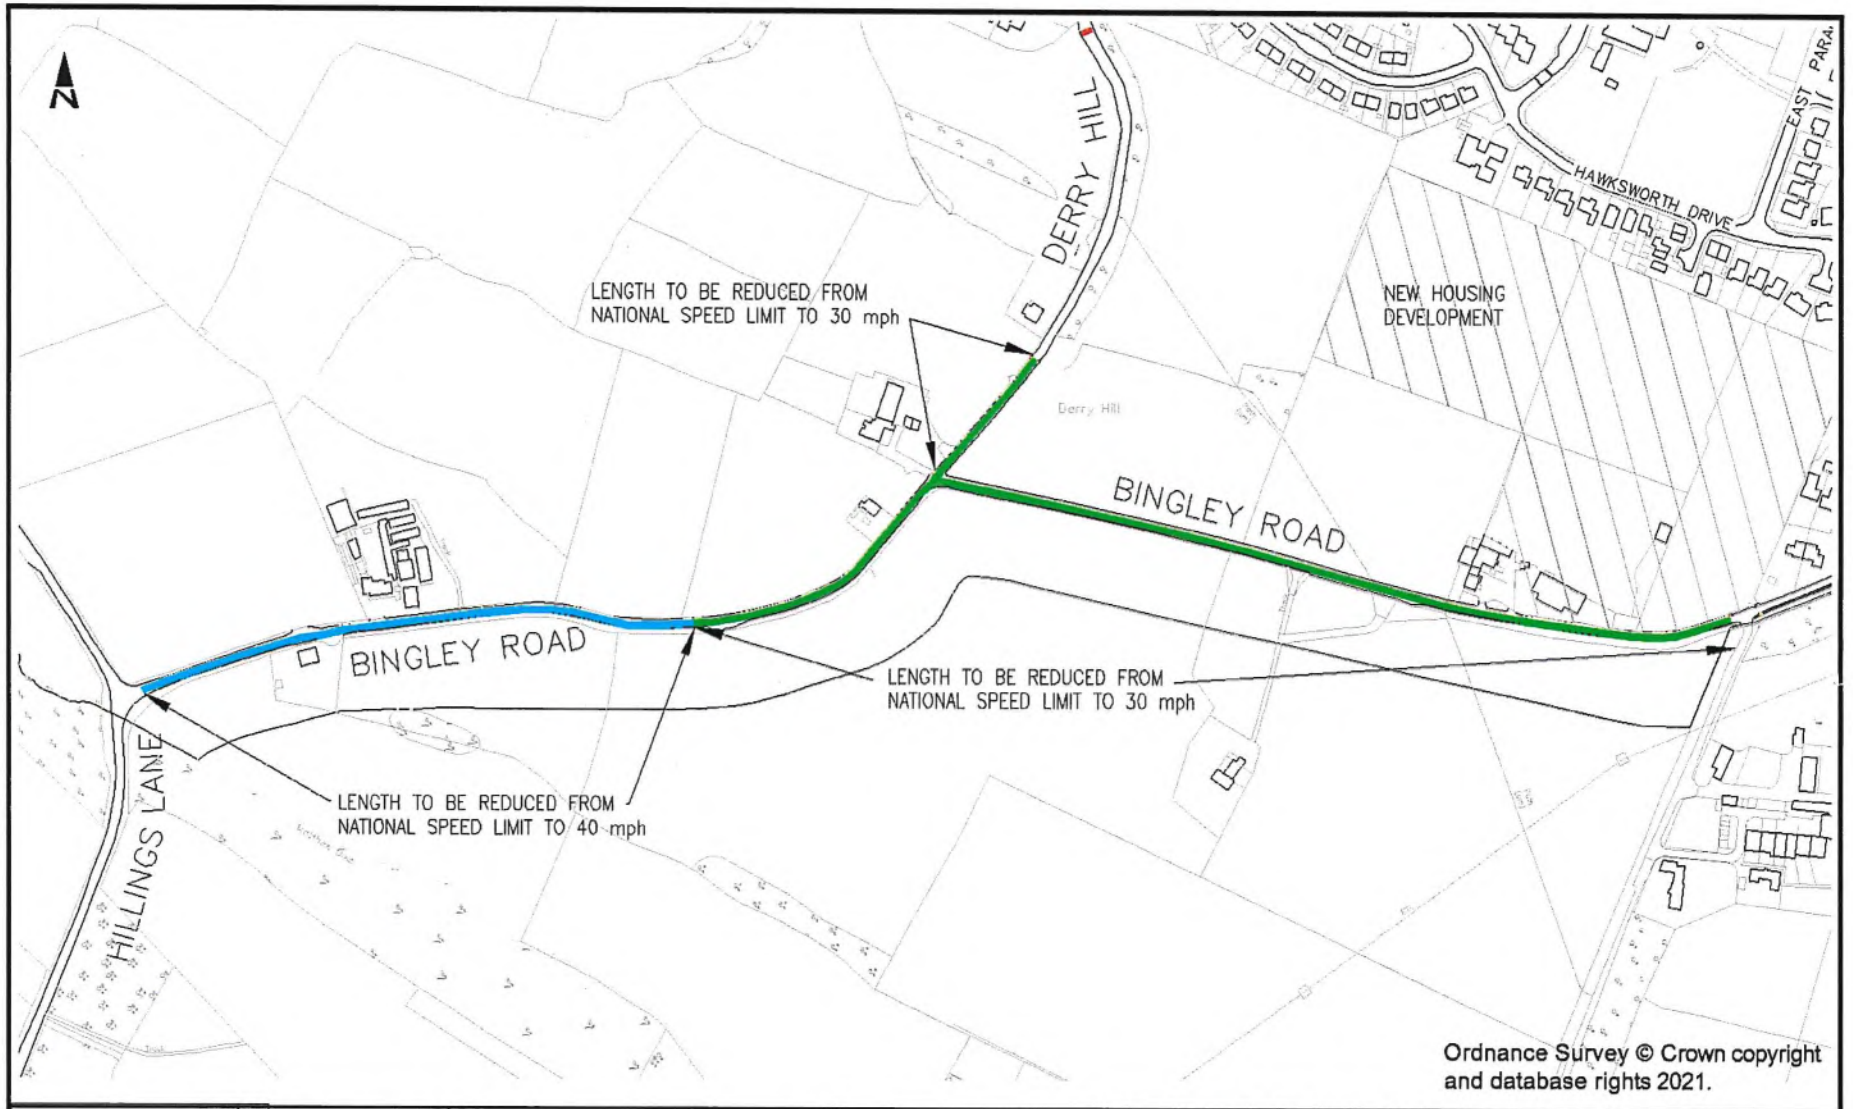 N
DERRY HILL
EAST PARA
HAWKSWORTH DRIVE
LENGTH TO BE REDUCED FROM
NATIONAL SPEED LIMIT TO 30 mph
NEW HOUSING
DEVELOPMENT
Derry Hill
BINGLEY ROAD
BINGLEY ROAD
LENGTH TO BE REDUCED FROM
NATIONAL SPEED LIMIT TO 30 mph
LENGTH TO BE REDUCED FROM
NATIONAL SPEED LIMIT TO 40 mph
HILLINGS LANE
Ordnance Survey © Crown copyright
and database rights 2021.